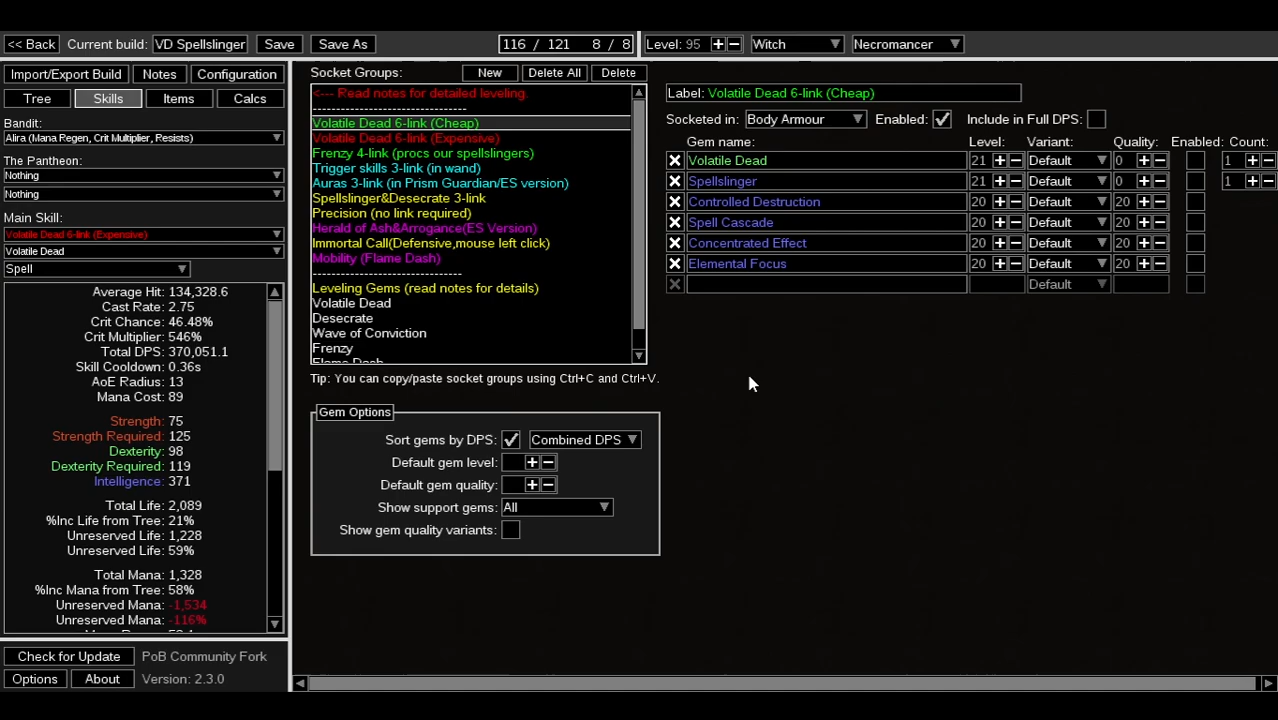 << Back Current build: VD Spellslinger Save Save As 116 / 121 8 / 8 Level: 95 + - Witch Necromancer
Import/Export Build Notes Configuration
Tree Skills Items Calcs
Bandit:
Alira (Mana Regen, Crit Multiplier, Resists)
The Pantheon:
Nothing
Nothing
Main Skill:
Volatile Dead 6-link (Expensive)
Volatile Dead
Spell
Average Hit: 134,328.6
Cast Rate: 2.75
Crit Chance: 46.48%
Crit Multiplier: 546%
Total DPS: 370,051.1
Skill Cooldown: 0.36s
AoE Radius: 13
Mana Cost: 89
Strength: 75
Strength Required: 125
Dexterity: 98
Dexterity Required: 119
Intelligence: 371
Total Life: 2,089
%Inc Life from Tree: 21%
Unreserved Life: 1,228
Unreserved Life: 59%
Total Mana: 1,328
%Inc Mana from Tree: 58%
Unreserved Mana: -1,534
Unreserved Mana: -116%
Check for Update PoB Community Fork
Options About Version: 2.3.0
Socket Groups: New Delete All Delete
<--- Read notes for detailed leveling.
---------------------------------
Volatile Dead 6-link (Cheap)
Volatile Dead 6-link (Expensive)
Frenzy 4-link (procs our spellslingers)
Trigger skills 3-link (in wand)
Auras 3-link (in Prism Guardian/ES version)
Spellslinger&Desecrate 3-link
Precision (no link required)
Herald of Ash&Arrogance(ES Version)
Immortal Call(Defensive,mouse left click)
Mobility (Flame Dash)
--------------------------------
Leveling Gems (read notes for details)
Volatile Dead
Desecrate
Wave of Conviction
Frenzy
Flame Dash
Tip: You can copy/paste socket groups using Ctrl+C and Ctrl+V.
Gem Options
Sort gems by DPS: Combined DPS
Default gem level: + -
Default gem quality: + -
Show support gems: All
Show gem quality variants:
Label: Volatile Dead 6-link (Cheap)
Socketed in: Body Armour Enabled: Include in Full DPS:
Gem name: Level: Variant: Quality: Enabled: Count:
Volatile Dead 21 + - Default 0 + - 1 + -
Spellslinger 21 + - Default 0 + - 1 + -
Controlled Destruction 20 + - Default 20 + -
Spell Cascade 20 + - Default 20 + -
Concentrated Effect 20 + - Default 20 + -
Elemental Focus 20 + - Default 20 + -
Default